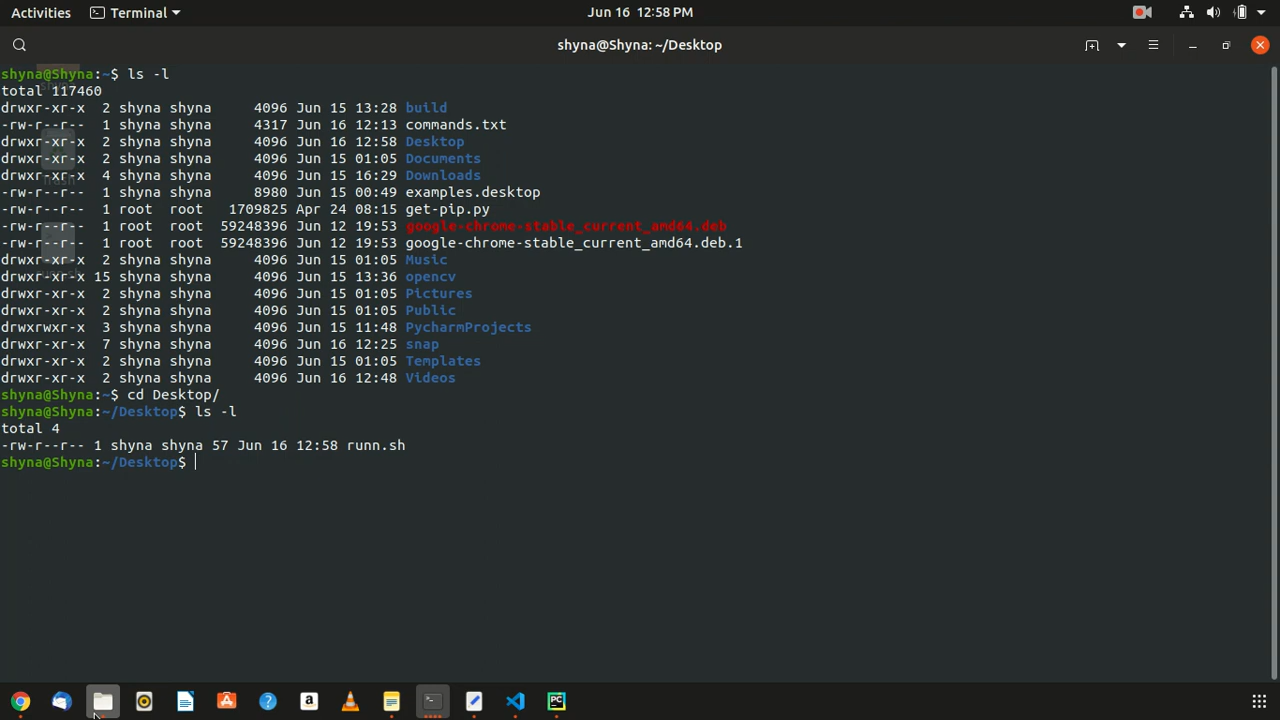 Activities Terminal Jun 16 12:58 PM
shyna@Shyna: ~/Desktop
shyna@Shyna:~$ ls -l
total 117460
drwxr-xr-x  2 shyna shyna     4096 Jun 15 13:28 build
-rw-r--r--  1 shyna shyna     4317 Jun 16 12:13 commands.txt
drwxr-xr-x  2 shyna shyna     4096 Jun 16 12:58 Desktop
drwxr-xr-x  2 shyna shyna     4096 Jun 15 01:05 Documents
drwxr-xr-x  4 shyna shyna     4096 Jun 15 16:29 Downloads
-rw-r--r--  1 shyna shyna     8980 Jun 15 00:49 examples.desktop
-rw-r--r--  1 root  root   1709825 Apr 24 08:15 get-pip.py
-rw-r--r--  1 root  root  59248396 Jun 12 19:53 google-chrome-stable_current_amd64.deb
-rw-r--r--  1 root  root  59248396 Jun 12 19:53 google-chrome-stable_current_amd64.deb.1
drwxr-xr-x  2 shyna shyna     4096 Jun 15 01:05 Music
drwxr-xr-x 15 shyna shyna     4096 Jun 15 13:36 opencv
drwxr-xr-x  2 shyna shyna     4096 Jun 15 01:05 Pictures
drwxr-xr-x  2 shyna shyna     4096 Jun 15 01:05 Public
drwxrwxr-x  3 shyna shyna     4096 Jun 15 11:48 PycharmProjects
drwxr-xr-x  7 shyna shyna     4096 Jun 16 12:25 snap
drwxr-xr-x  2 shyna shyna     4096 Jun 15 01:05 Templates
drwxr-xr-x  2 shyna shyna     4096 Jun 16 12:48 Videos
shyna@Shyna:~$ cd Desktop/
shyna@Shyna:~/Desktop$ ls -l
total 4
-rw-r--r-- 1 shyna shyna 57 Jun 16 12:58 runn.sh
shyna@Shyna:~/Desktop$